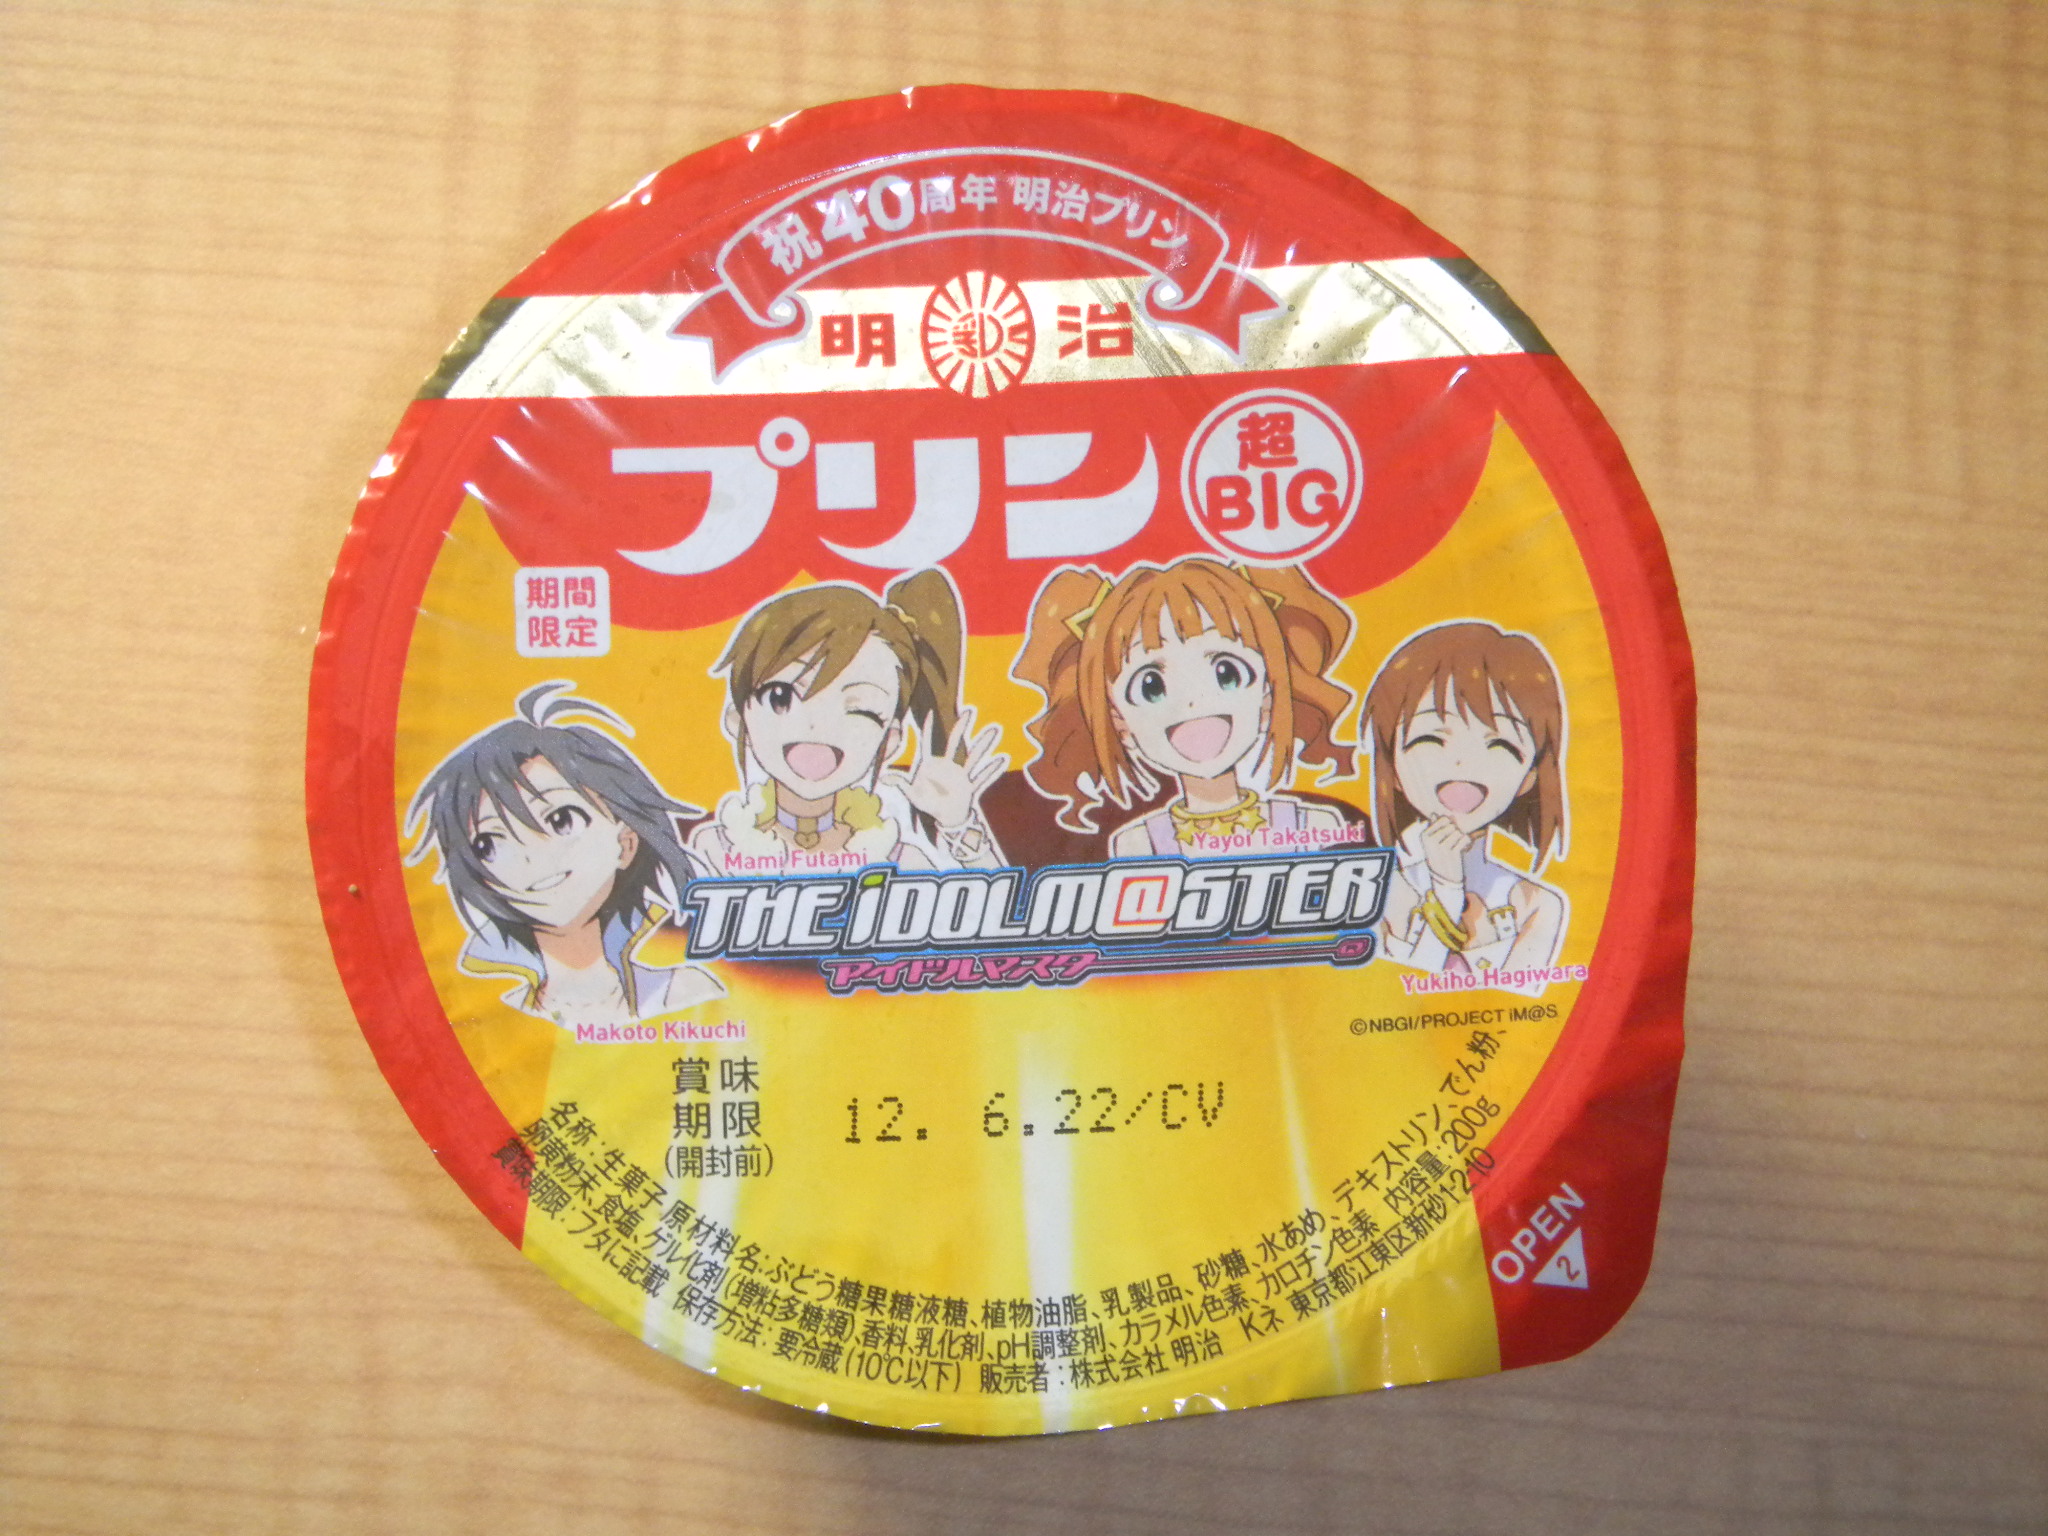 祝40周年 明治プリン
明治
プリン
超
BIG
期間
限定
Mami Futami
Yayoi Takatsuki
THE iDOLM@STER
アイドルマスター
Yukiho Hagiwara
Makoto Kikuchi
©NBGI/PROJECT iM@S
賞味
期限
(開封前)
12. 6.22/CV
名称:生菓子 原材料名:ぶどう糖果糖液糖、植物油脂、乳製品、砂糖、水あめ、デキストリン、でん粉、
卵黄粉末、食塩、ゲル化剤(増粘多糖類)、香料、乳化剤、pH調整剤、カラメル色素、カロチン色素 内容量:200g
賞味期限:フタに記載 保存方法:要冷蔵(10℃以下) 販売者:株式会社 明治 Kネ 東京都江東区新砂1-2-10
OPEN
2